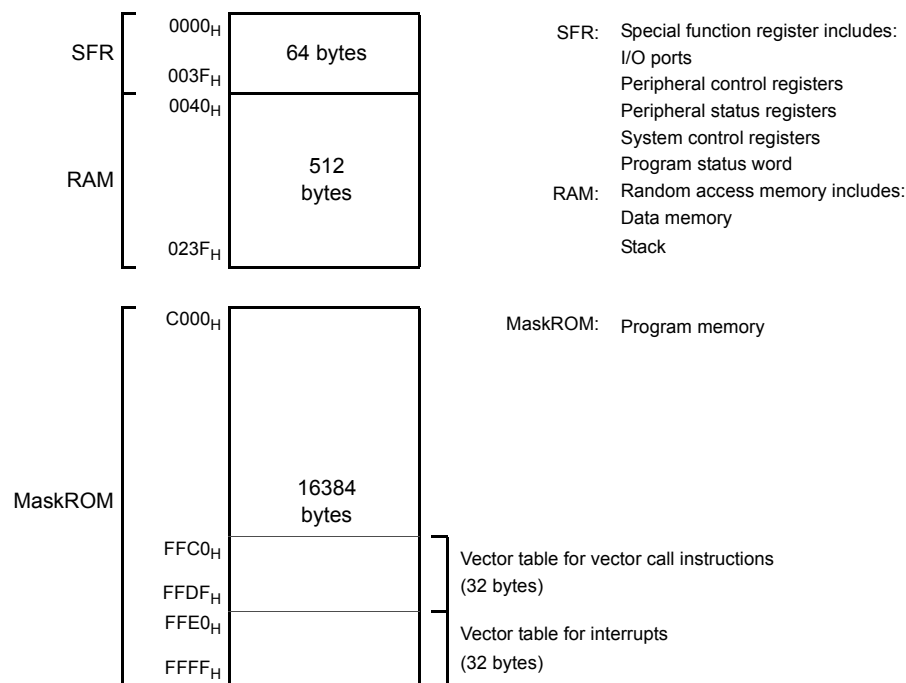 SFR
0000H
64 bytes
003FH
RAM
0040H
512
bytes
023FH
SFR: Special function register includes:
I/O ports
Peripheral control registers
Peripheral status registers
System control registers
Program status word
RAM: Random access memory includes:
Data memory
Stack
MaskROM
C000H
16384
bytes
FFC0H
FFDFH
FFE0H
FFFFH
MaskROM: Program memory
Vector table for vector call instructions
(32 bytes)
Vector table for interrupts
(32 bytes)